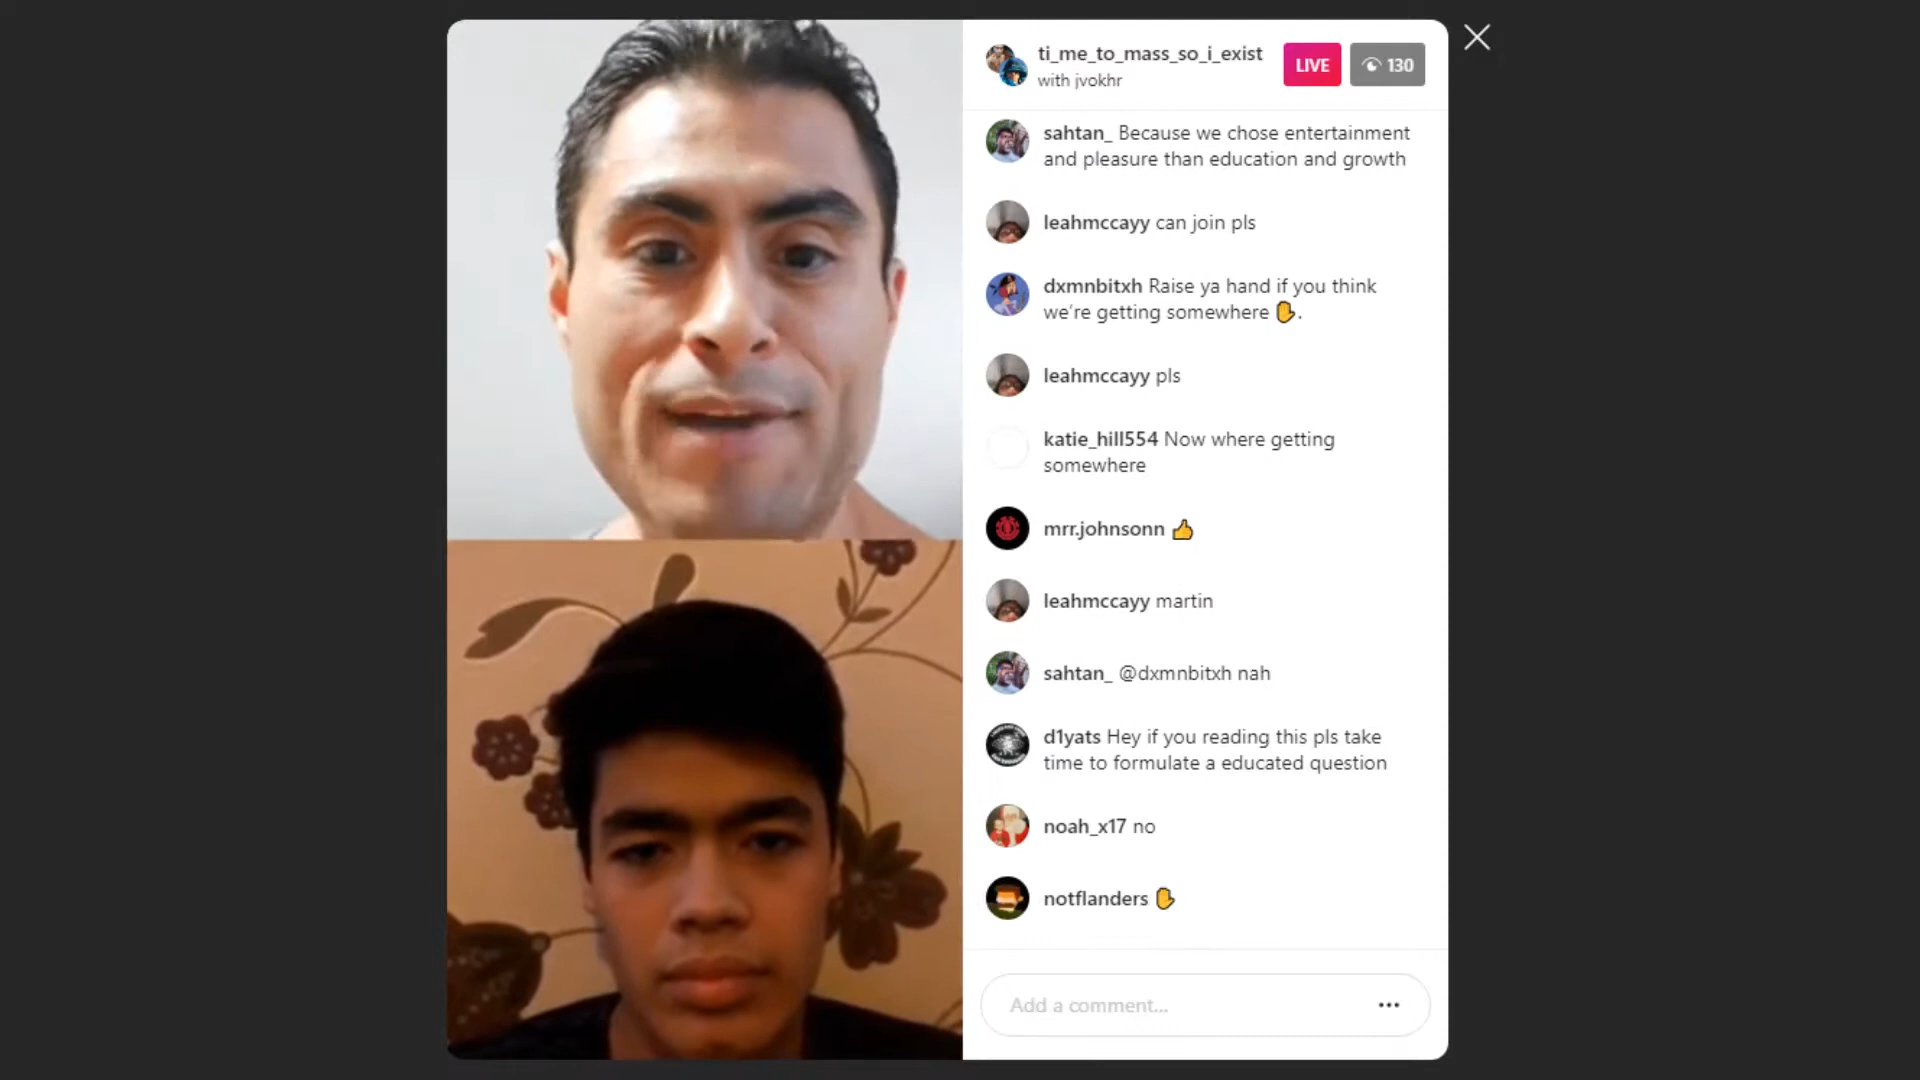 ti_me_to_mass_so_i_exist
with jvokhr
LIVE
130
sahtan_ Because we chose entertainment
and pleasure than education and growth
leahmccayy can join pls
dxmnbitxh Raise ya hand if you think
we're getting somewhere ✋.
leahmccayy pls
katie_hill554 Now where getting
somewhere
mrr.johnsonn 👍
leahmccayy martin
sahtan_ @dxmnbitxh nah
d1yats Hey if you reading this pls take
time to formulate a educated question
noah_x17 no
notflanders ✋
Add a comment...